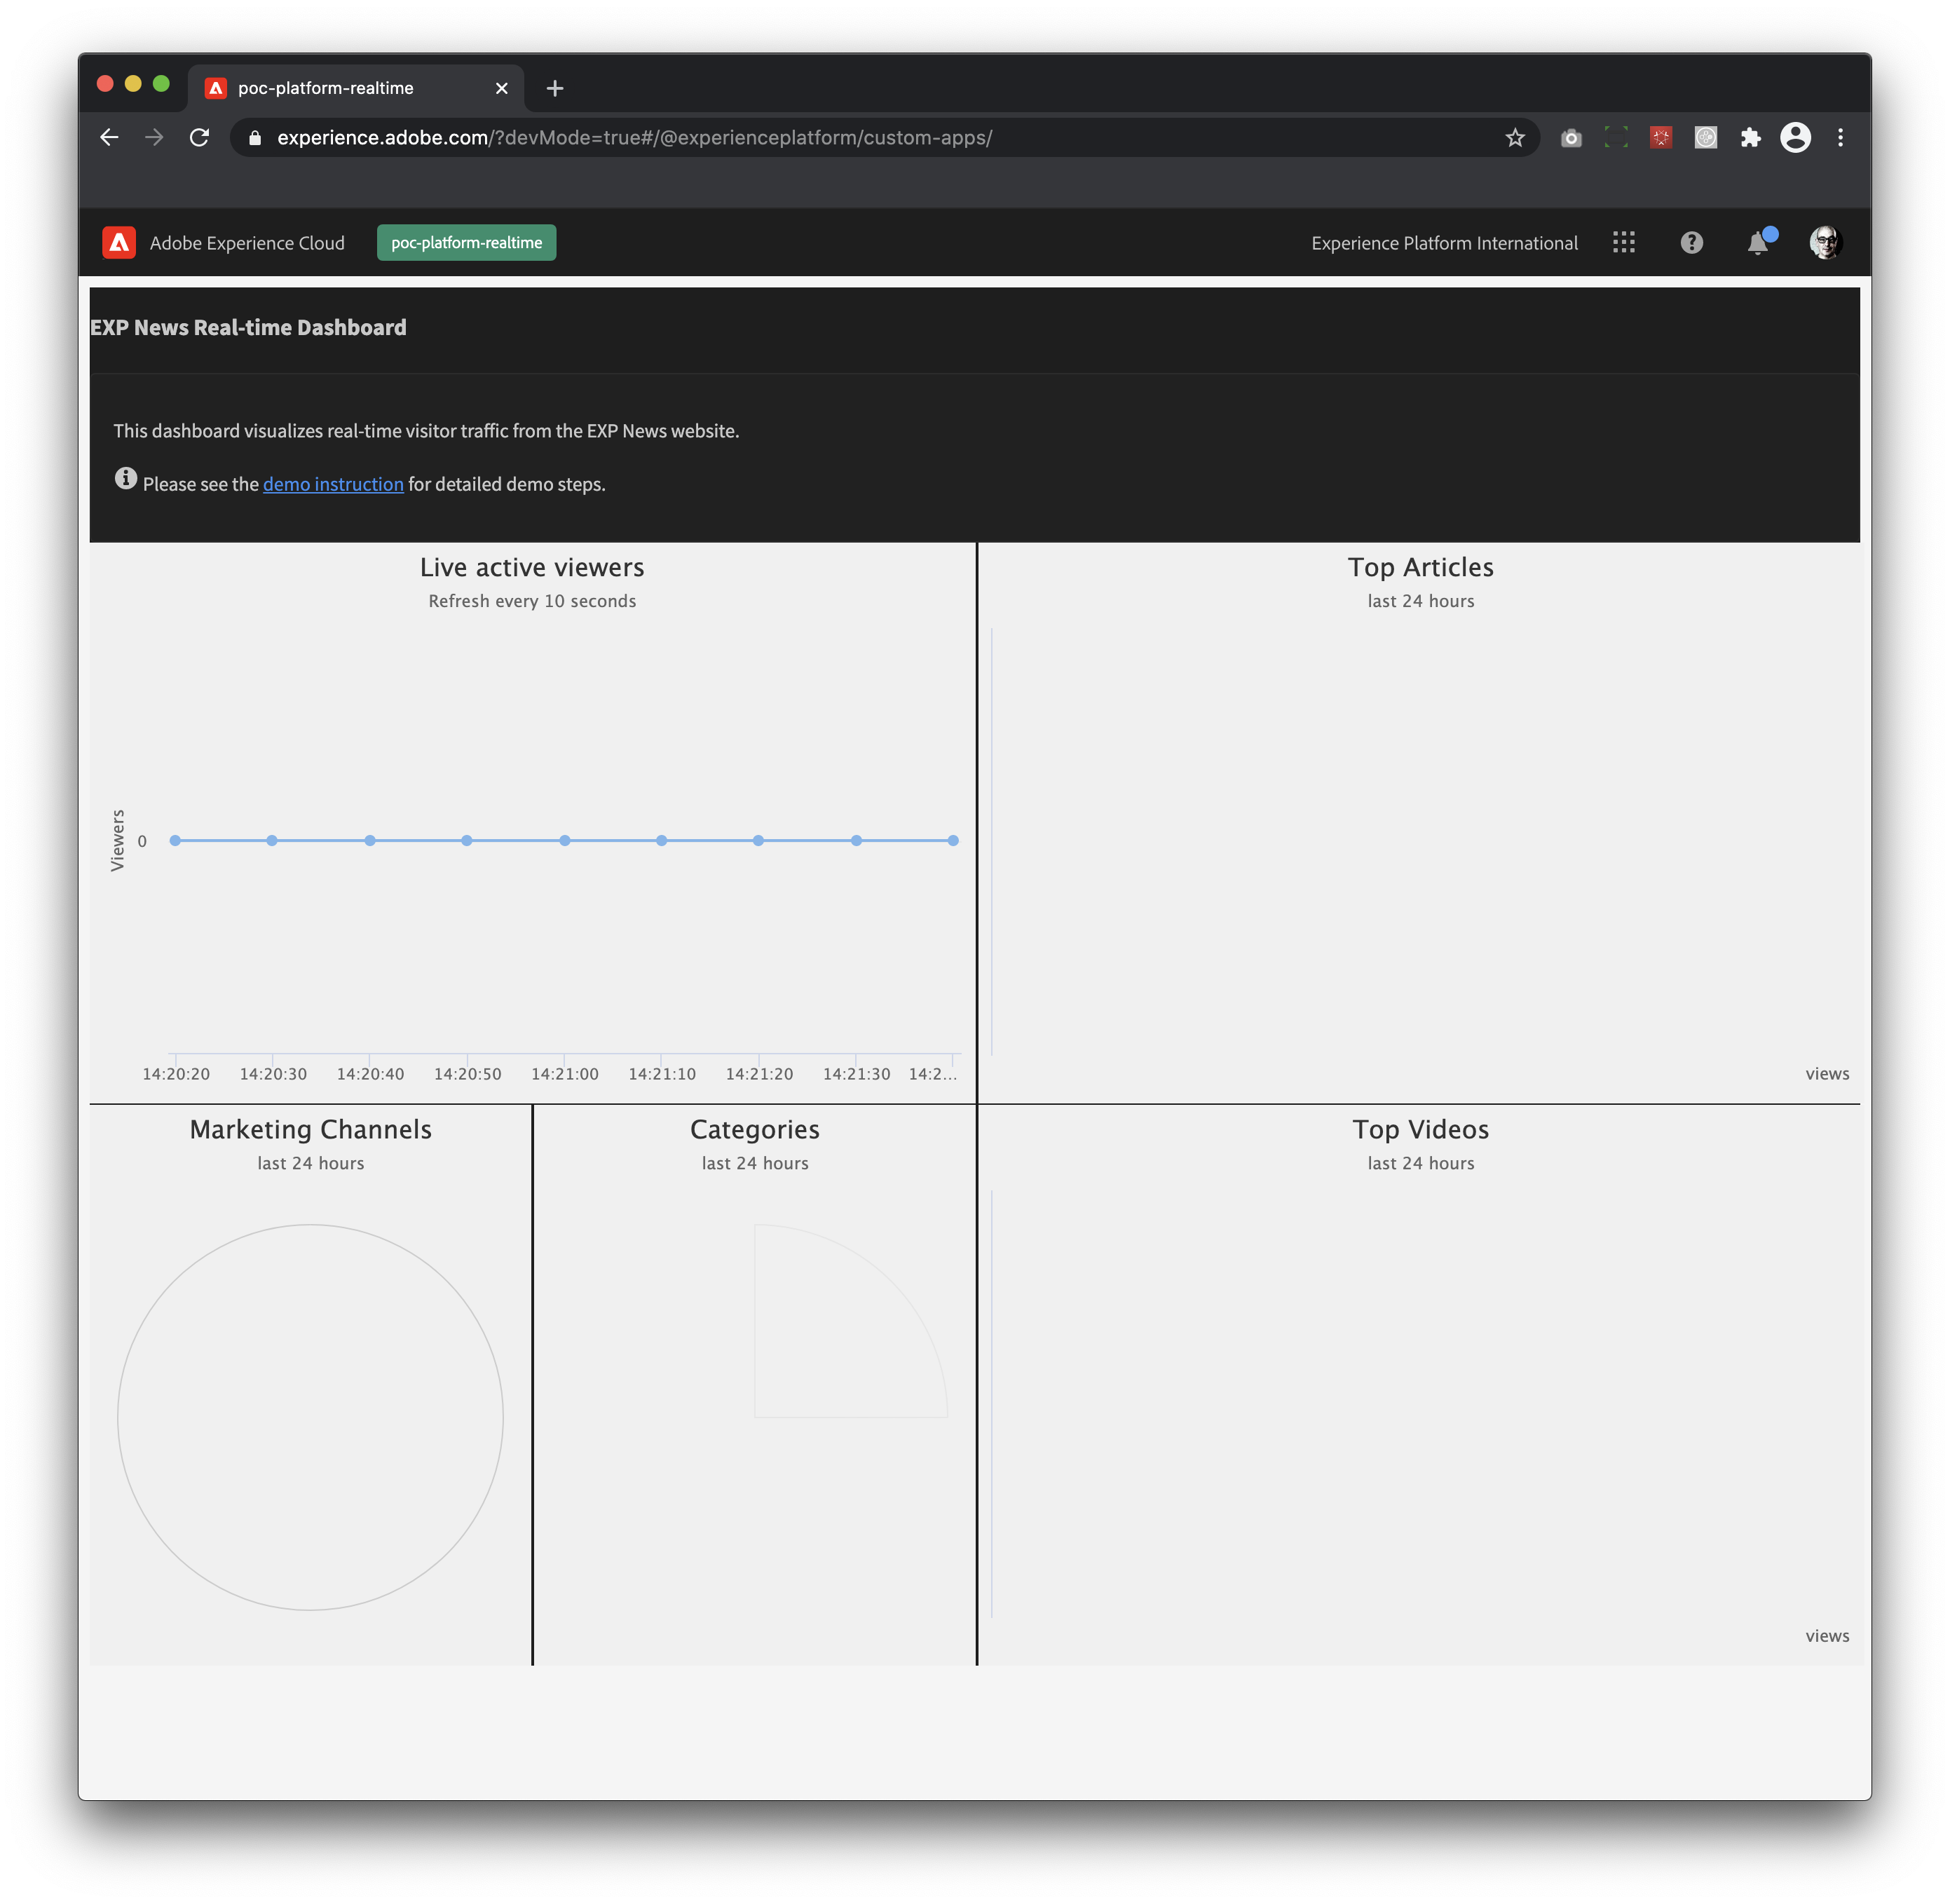 poc-platform-realtime
experience.adobe.com/?devMode=true#/@experienceplatform/custom-apps/
Adobe Experience Cloud
poc-platform-realtime
Experience Platform International
EXP News Real-time Dashboard
This dashboard visualizes real-time visitor traffic from the EXP News website.
Please see the demo instruction for detailed demo steps.
Live active viewers
Refresh every 10 seconds
Viewers
0
14:20:20 14:20:30 14:20:40 14:20:50 14:21:00 14:21:10 14:21:20 14:21:30 14:2...
Top Articles
last 24 hours
views
Marketing Channels
last 24 hours
Categories
last 24 hours
Top Videos
last 24 hours
views